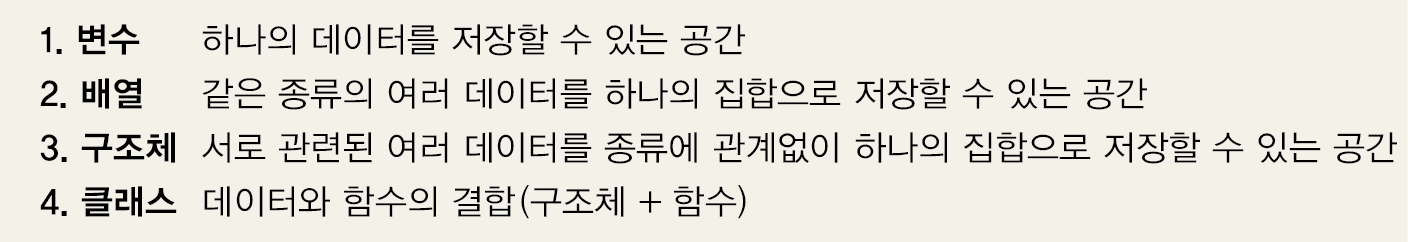 1. 변수 하나의 데이터를 저장할 수 있는 공간
2. 배열 같은 종류의 여러 데이터를 하나의 집합으로 저장할 수 있는 공간
3. 구조체 서로 관련된 여러 데이터를 종류에 관계없이 하나의 집합으로 저장할 수 있는 공간
4. 클래스 데이터와 함수의 결합(구조체 + 함수)